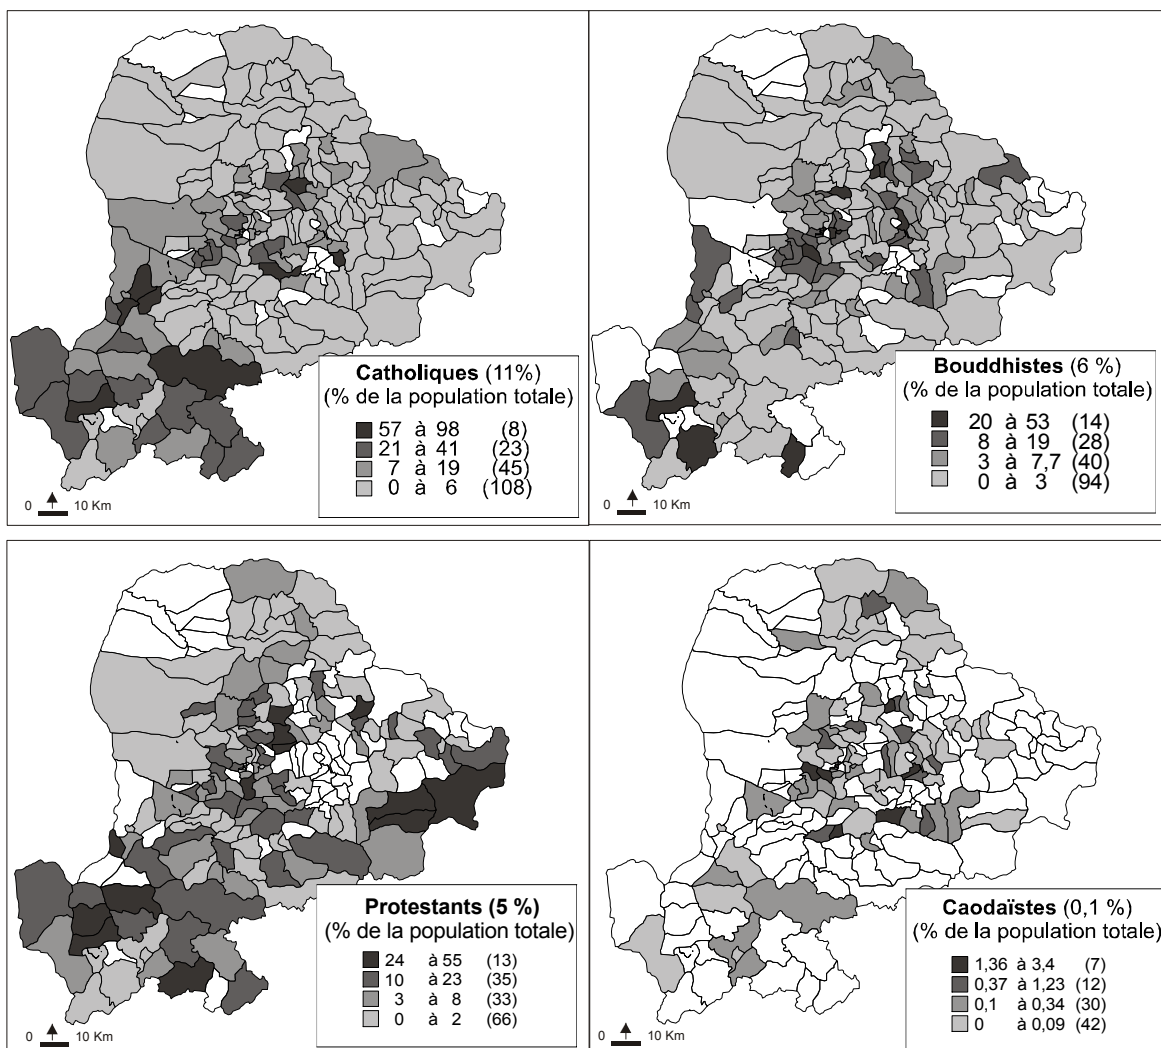 Catholiques (11%)
(% de la population totale)
57 à 98 (8)
21 à 41 (23)
7 à 19 (45)
0 à 6 (108)
0 10 Km
Bouddhistes (6 %)
(% de la population totale)
20 à 53 (14)
8 à 19 (28)
3 à 7,7 (40)
0 à 3 (94)
0 10 Km
Protestants (5 %)
(% de la population totale)
24 à 55 (13)
10 à 23 (35)
3 à 8 (33)
0 à 2 (66)
0 10 Km
Caodaïstes (0,1 %)
(% de la population totale)
1,36 à 3,4 (7)
0,37 à 1,23 (12)
0,1 à 0,34 (30)
0 à 0,09 (42)
0 10 Km